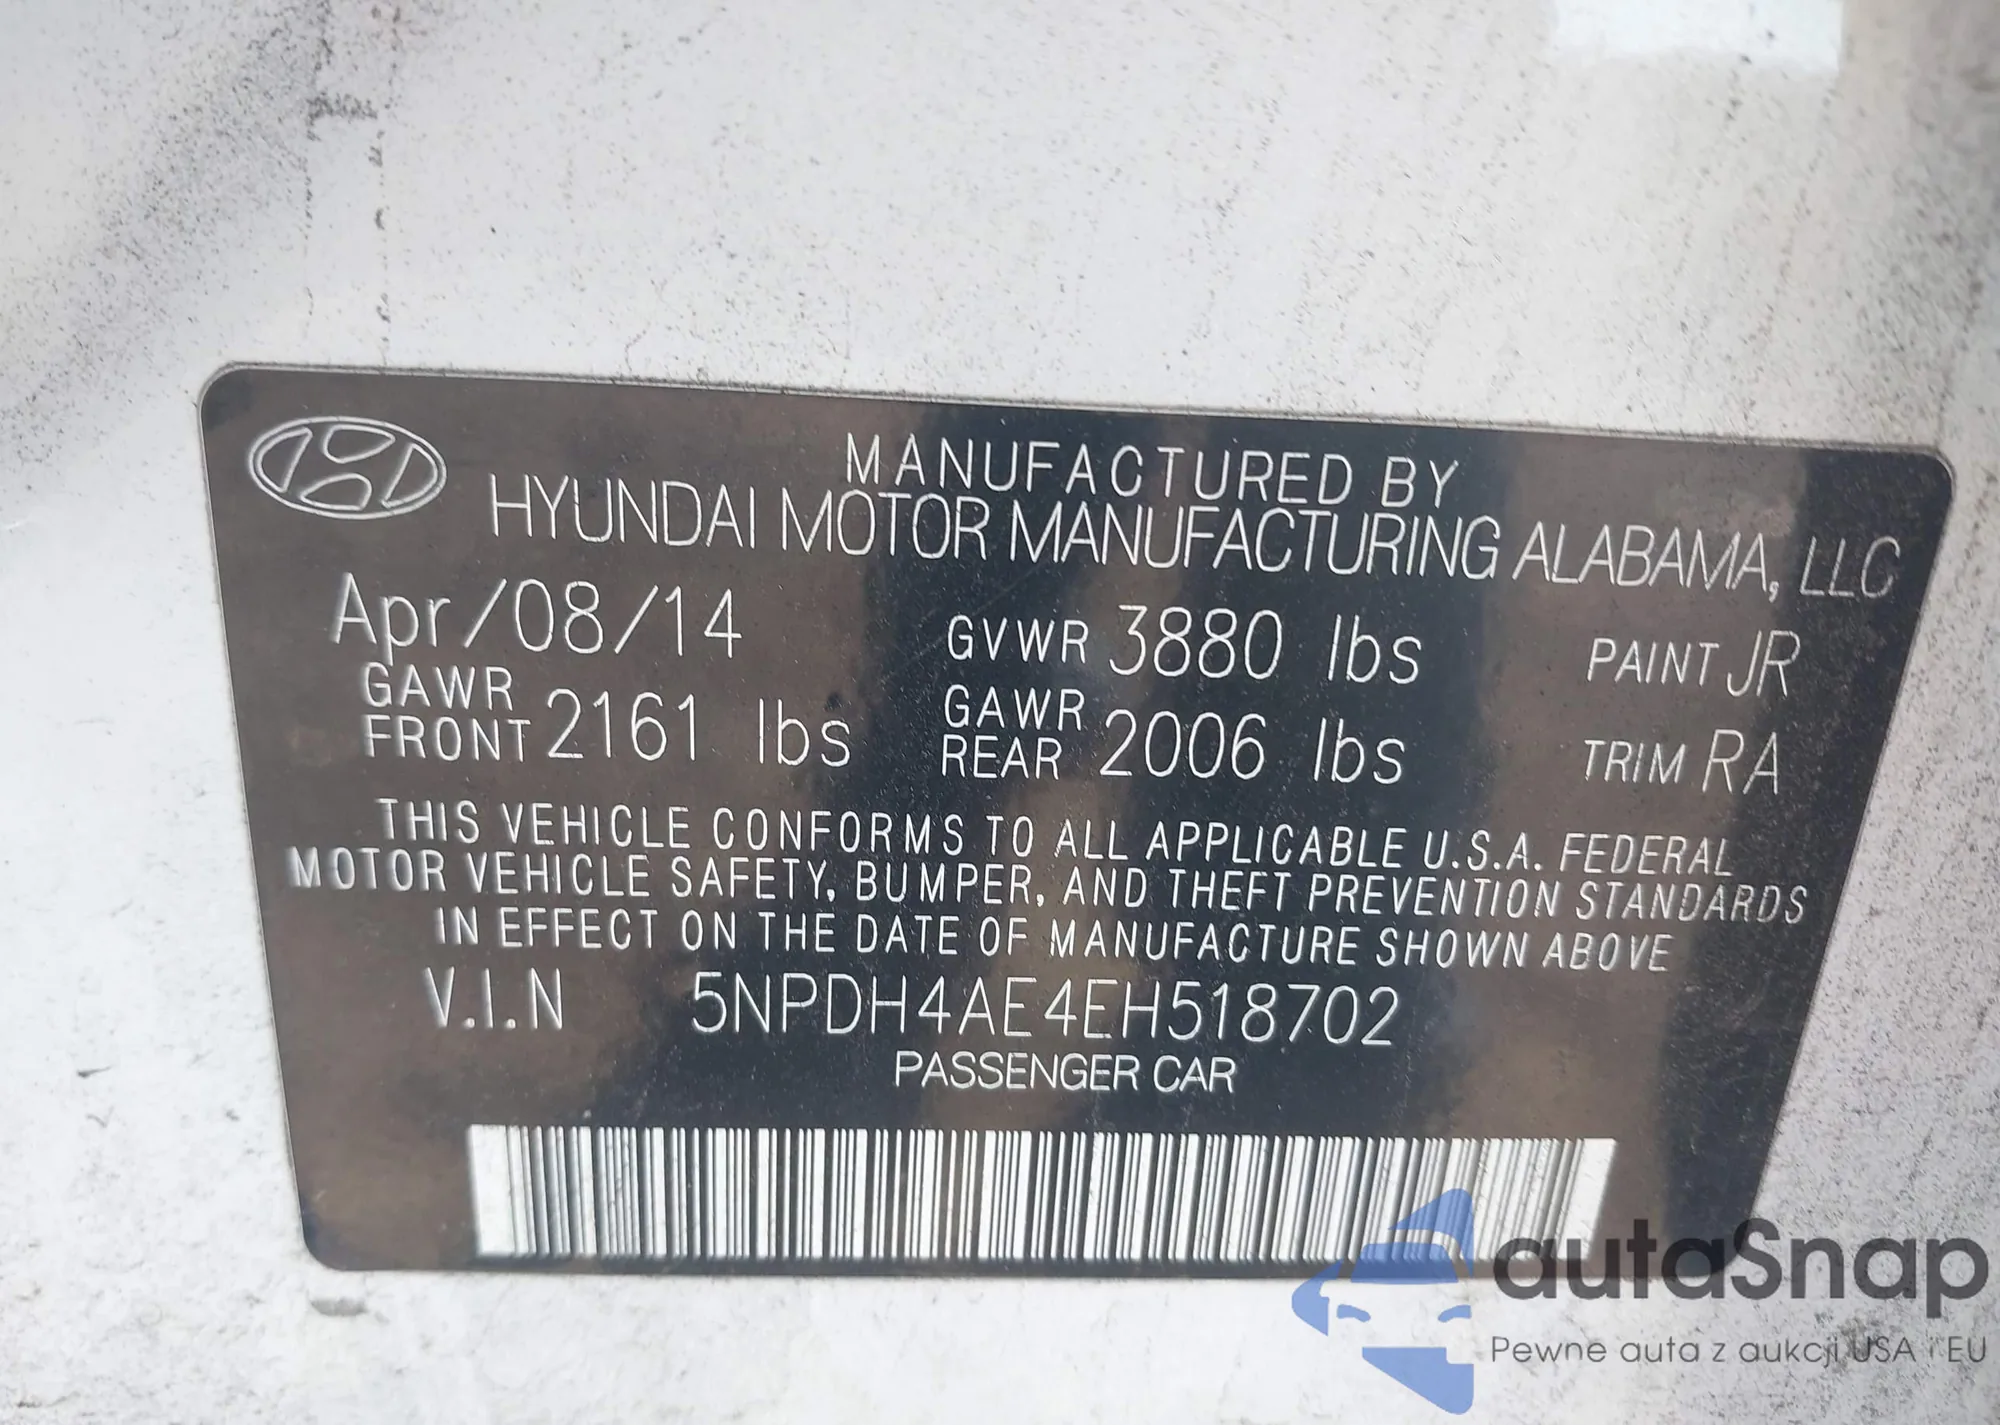 MANUFACTURED BY
HYUNDAI MOTOR MANUFACTURING ALABAMA, LLC
Apr/08/14 GVWR 3880 lbs PAINT JR
GAWR FRONT 2161 lbs GAWR REAR 2006 lbs TRIM RA
THIS VEHICLE CONFORMS TO ALL APPLICABLE U.S.A. FEDERAL
MOTOR VEHICLE SAFETY, BUMPER, AND THEFT PREVENTION STANDARDS
IN EFFECT ON THE DATE OF MANUFACTURE SHOWN ABOVE
V.I.N 5NPDH4AE4EH518702
PASSENGER CAR
autaSnap
Pewne auta z aukcji USA i EU